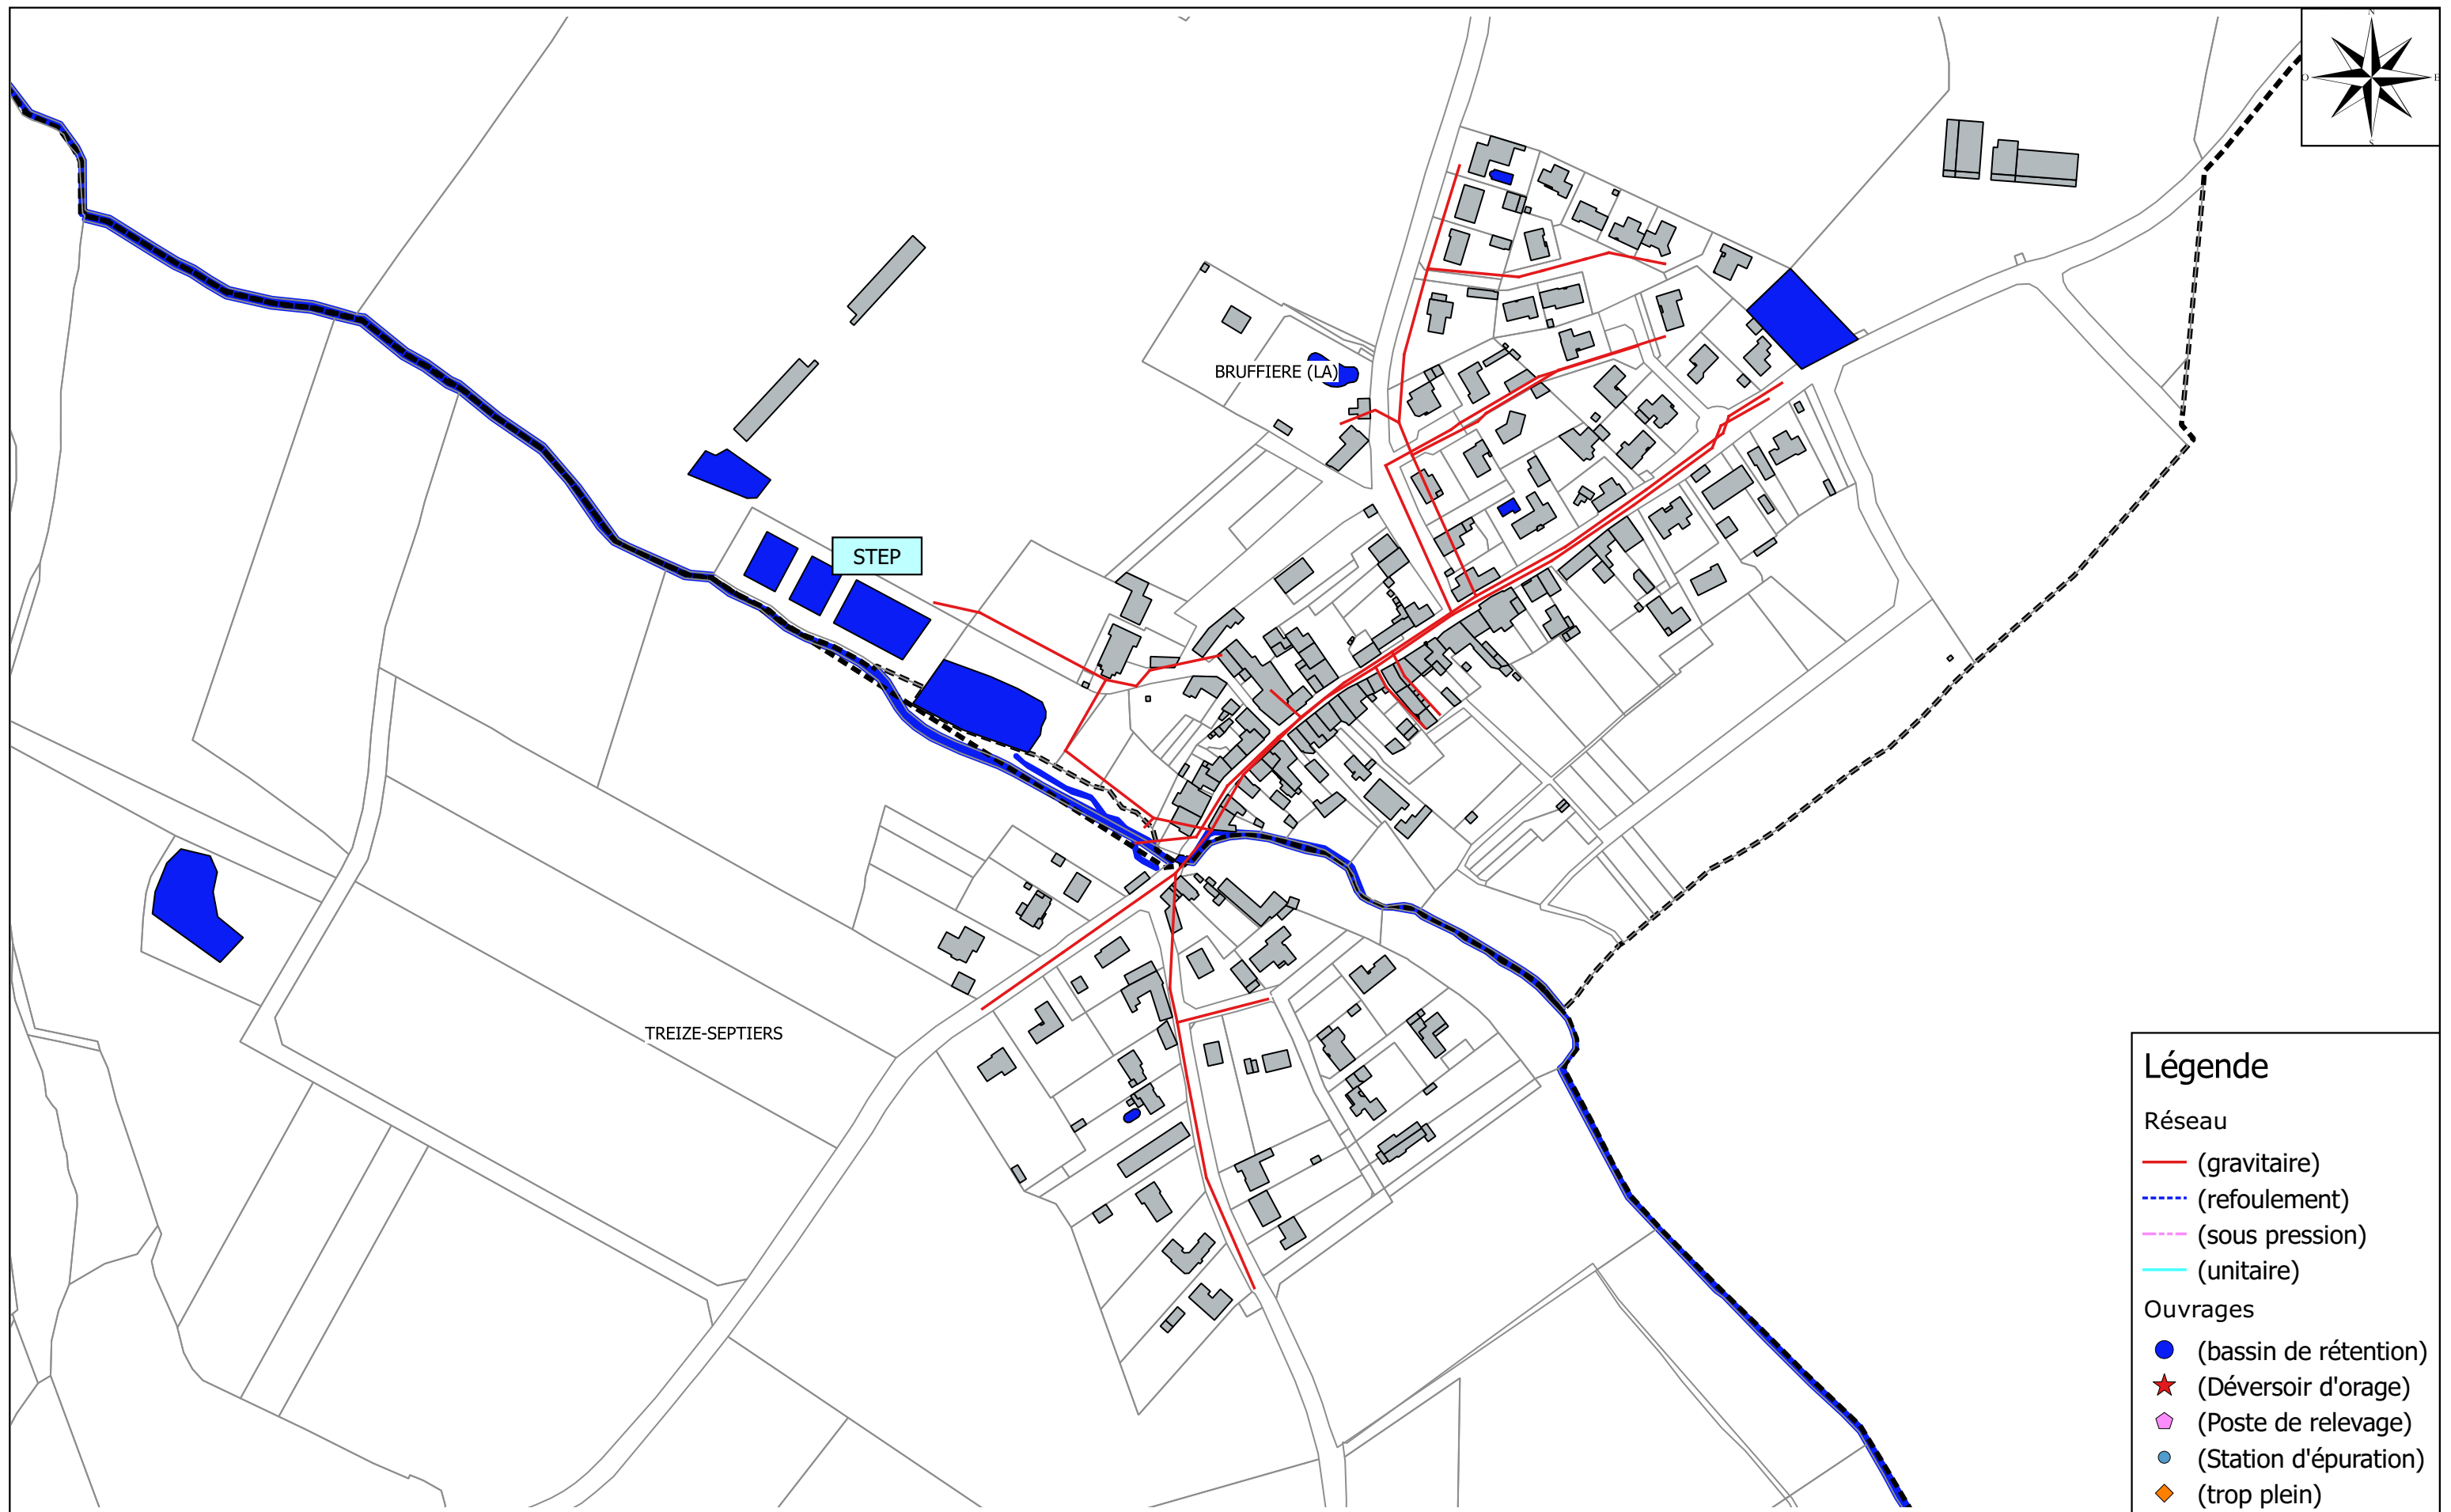 N
O
E
S
BRUFFIERE (LA)
STEP
TREIZE-SEPTIERS
Légende
Réseau
(gravitaire)
(refoulement)
(sous pression)
(unitaire)
Ouvrages
(bassin de rétention)
(Déversoir d'orage)
(Poste de relevage)
(Station d'épuration)
(trop plein)